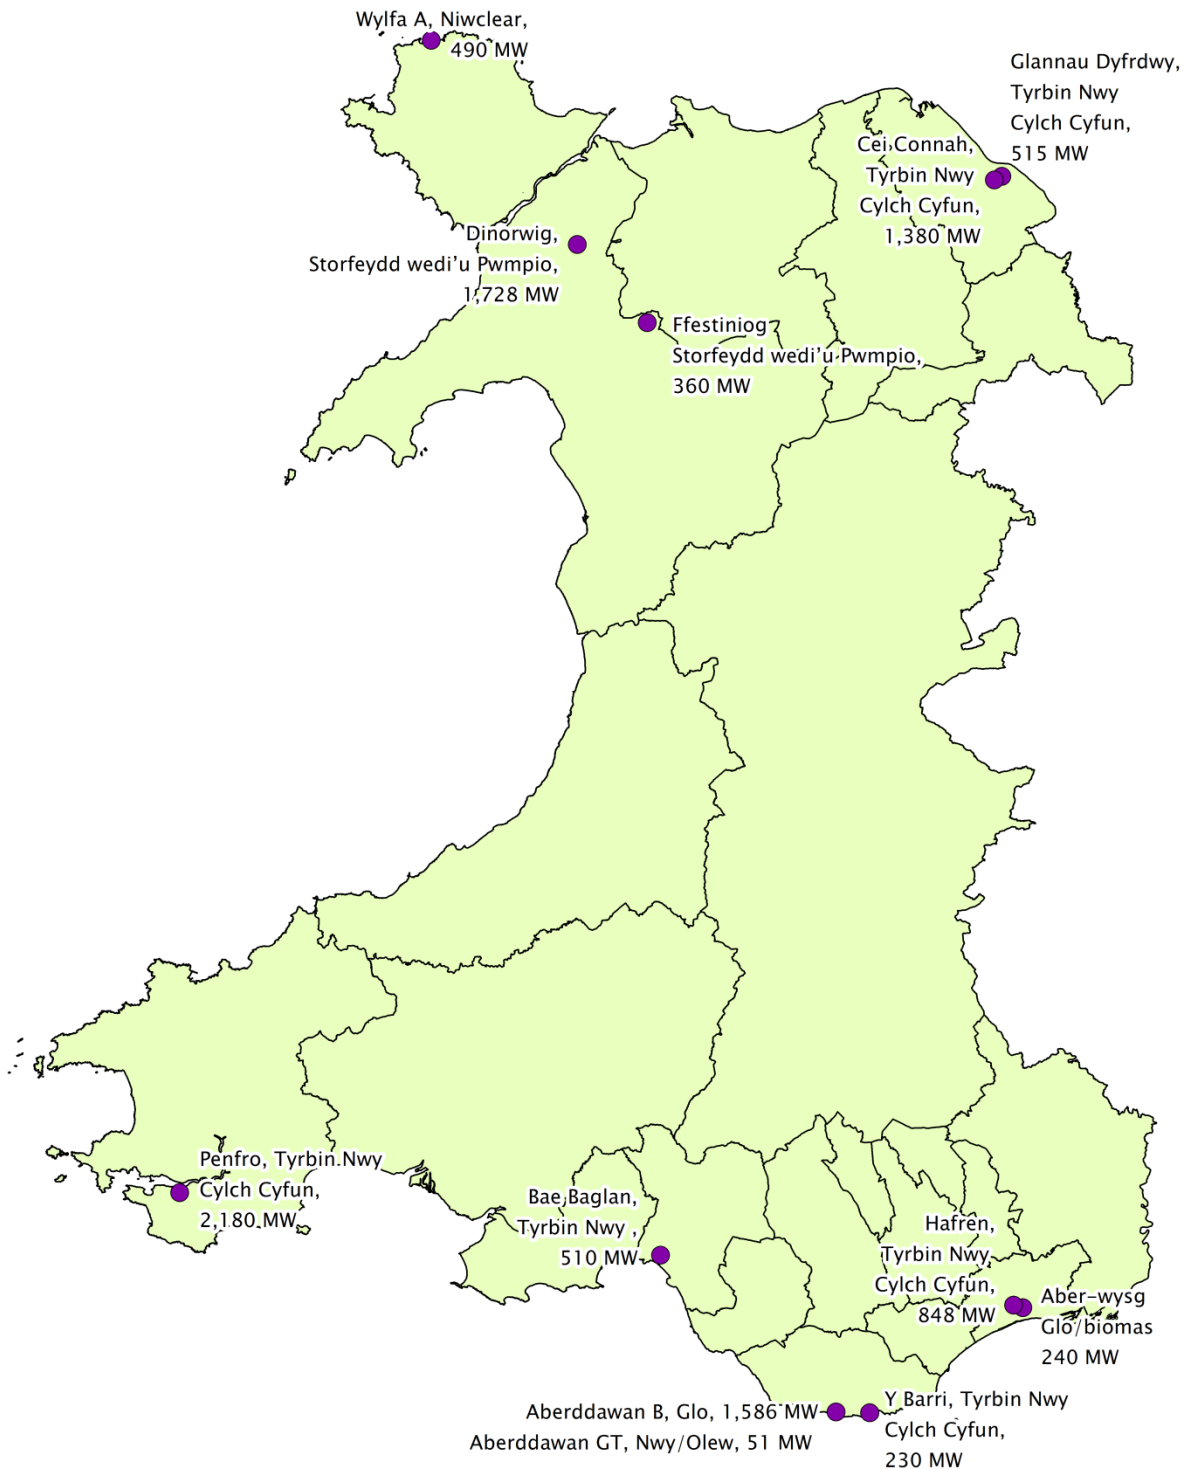 Wylfa A, Niwclear,
490 MW
Glannau Dyfrdwy,
Tyrbin Nwy
Cylch Cyfun,
515 MW
Cei Connah,
Tyrbin Nwy
Cylch Cyfun,
1,380 MW
Dinorwig,
Storfeydd wedi'u Pwmpio,
1,728 MW
Ffestiniog
Storfeydd wedi'u Pwmpio,
360 MW
Penfro, Tyrbin Nwy
Cylch Cyfun,
2,180 MW
Bae Baglan,
Tyrbin Nwy ,
510 MW
Hafren,
Tyrbin Nwy
Cylch Cyfun,
848 MW
Aber-wysg
Glo/biomas
240 MW
Aberddawan B, Glo, 1,586 MW
Aberddawan GT, Nwy/Olew, 51 MW
Y Barri, Tyrbin Nwy
Cylch Cyfun,
230 MW